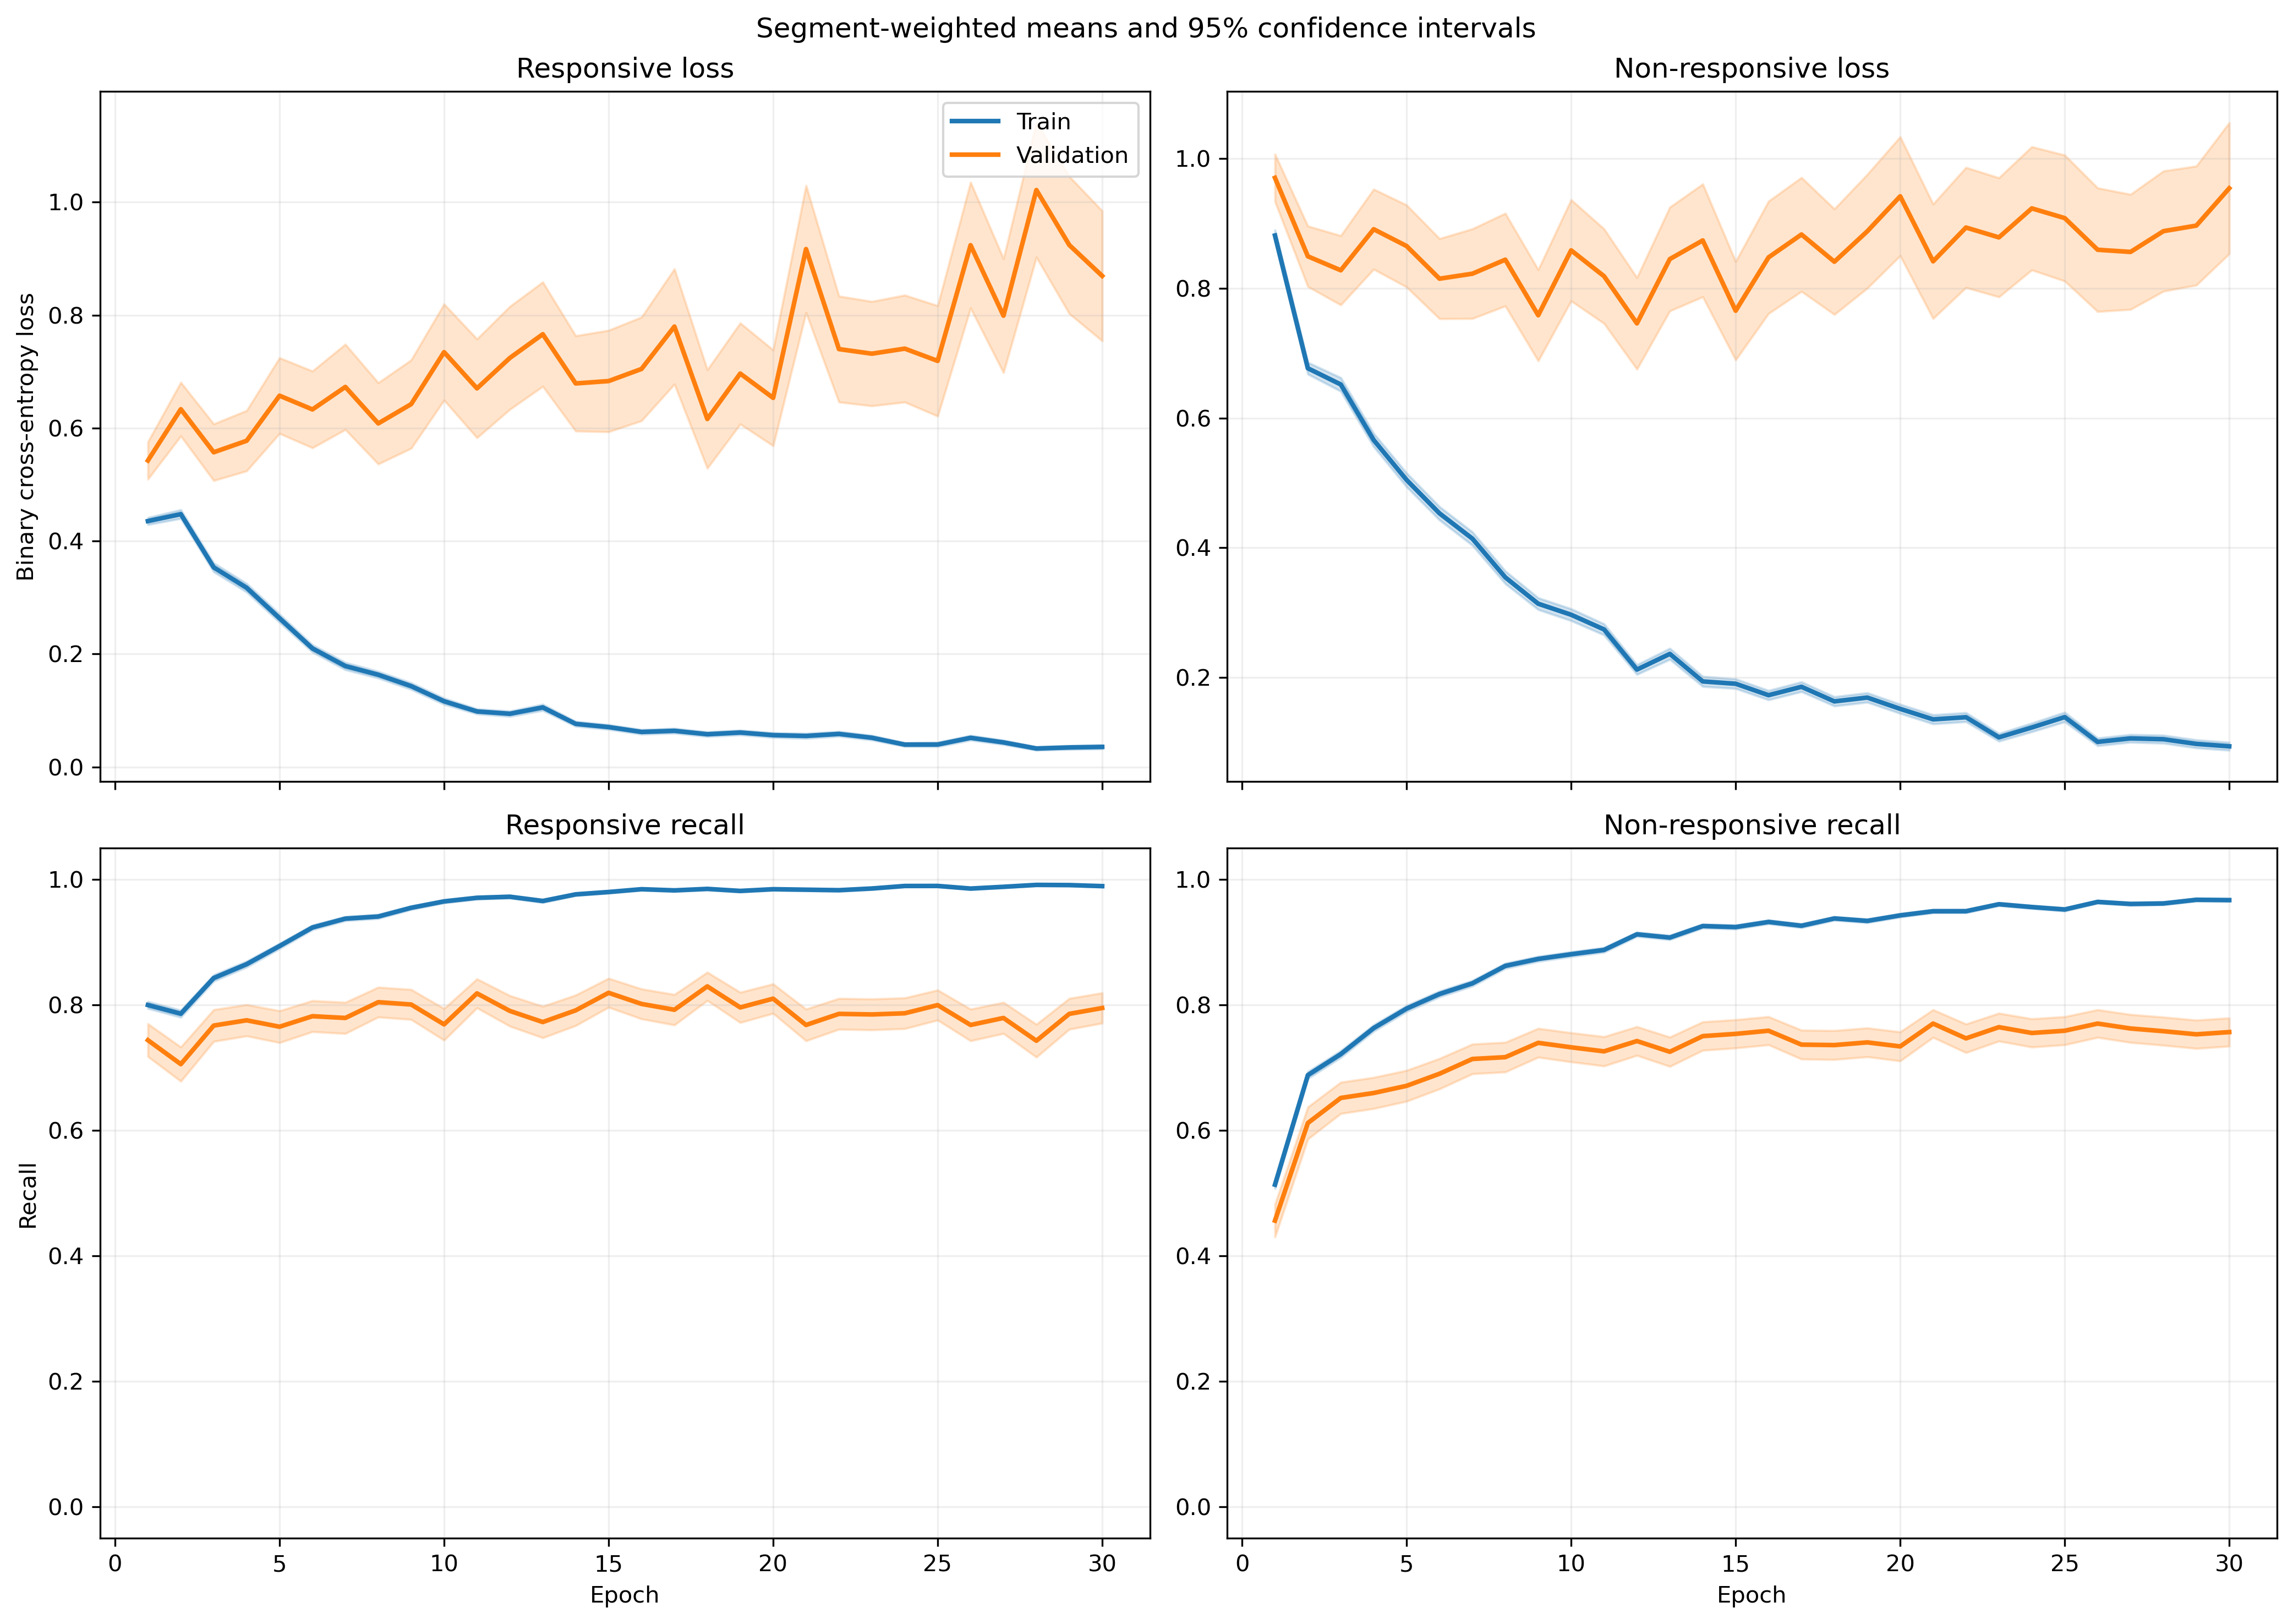 Segment-weighted means and 95% confidence intervals
Responsive loss
Non-responsive loss
Train
Validation
Binary cross-entropy loss
1.0
0.8
0.6
0.4
0.2
0.0
1.0
0.8
0.6
0.4
0.2
Responsive recall
Non-responsive recall
Recall
1.0
0.8
0.6
0.4
0.2
0.0
0 5 10 15 20 25 30
Epoch
1.0
0.8
0.6
0.4
0.2
0.0
0 5 10 15 20 25 30
Epoch